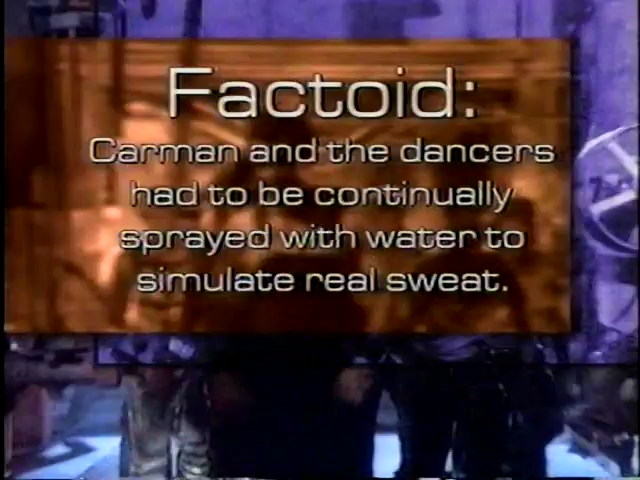 Factoid:
Carman and the dancers
had to be continually
sprayed with water to
simulate real sweat.